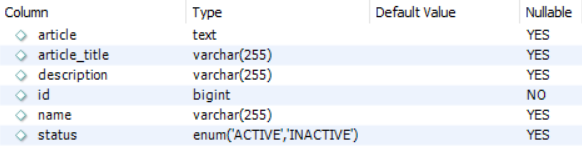 Column Type Default Value Nullable
article text YES
article_title varchar(255) YES
description varchar(255) YES
id bigint NO
name varchar(255) YES
status enum('ACTIVE','INACTIVE') YES